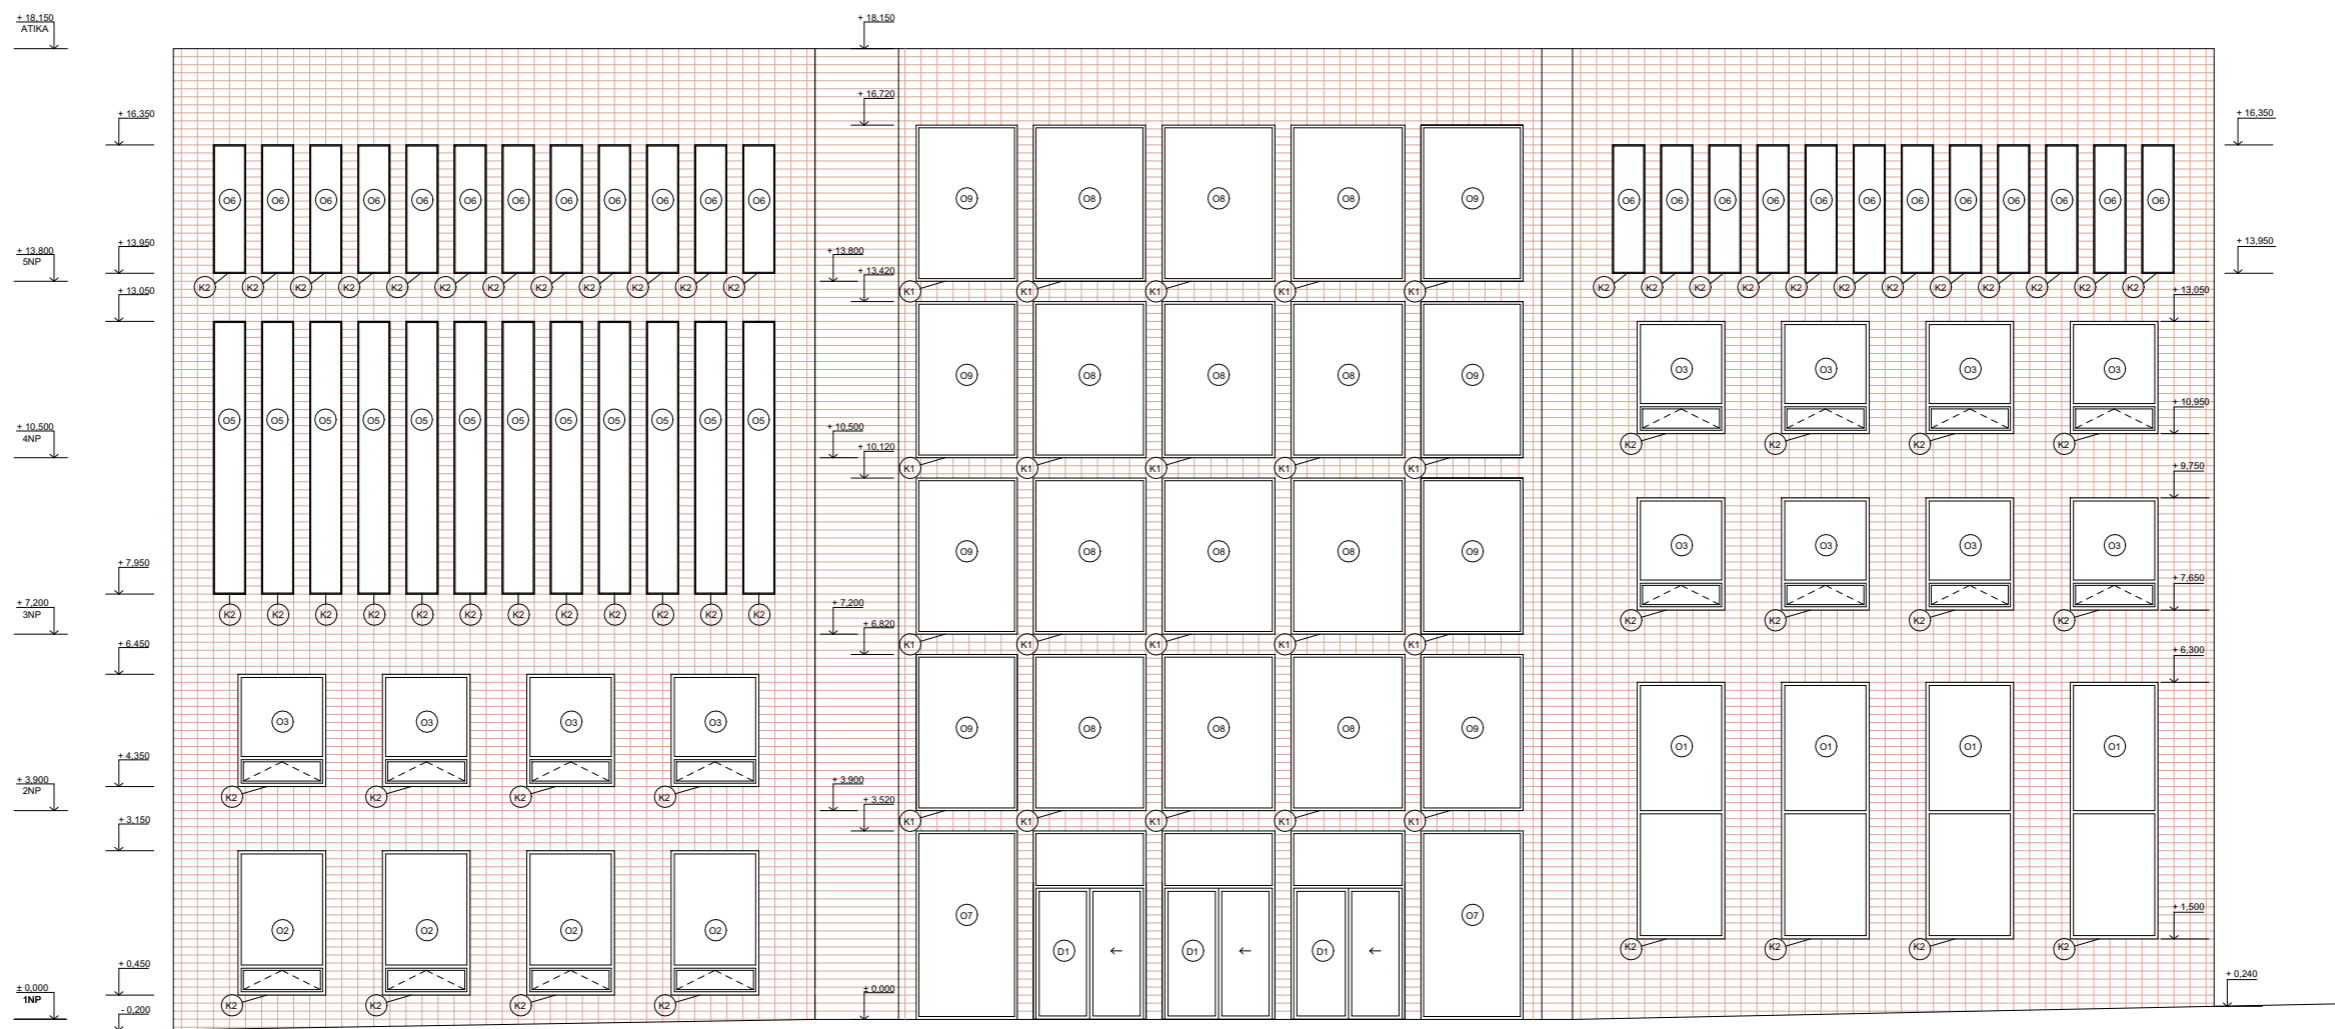 + 18,150
ATIKA
+ 18,150
+ 16,720
+ 16,350
+ 16,350
O6 O6 O6 O6 O6 O6 O6 O6 O6 O6 O6 O6
O9 O8 O8 O8 O9
O6 O6 O6 O6 O6 O6 O6 O6 O6 O6 O6 O6
+ 13,950
+ 13,950
+ 13,800
5NP
+ 13,800
+ 13,420
K2 K2 K2 K2 K2 K2 K2 K2 K2 K2 K2 K2
K1 K1 K1 K1 K1
K2 K2 K2 K2 K2 K2 K2 K2 K2 K2 K2 K2
+ 13,050
+ 13,050
O9 O8 O8 O8 O9
O3 O3 O3 O3
O5 O5 O5 O5 O5 O5 O5 O5 O5 O5 O5 O5
+ 10,950
+ 10,500
4NP
+ 10,500
+ 10,120
K2 K2 K2 K2
K1 K1 K1 K1 K1
+ 9,750
O9 O8 O8 O8 O9
O3 O3 O3 O3
+ 7,950
+ 7,650
+ 7,200
3NP
+ 7,200
K2 K2 K2 K2 K2 K2 K2 K2 K2 K2 K2 K2
K2 K2 K2 K2
+ 6,820
K1 K1 K1 K1 K1
+ 6,450
+ 6,300
O3 O3 O3 O3
O9 O8 O8 O8 O9
O1 O1 O1 O1
+ 4,350
+ 3,900
2NP
+ 3,900
+ 3,520
K2 K2 K2 K2
K1 K1 K1 K1 K1
+ 3,150
O2 O2 O2 O2
O7 O7
+ 1,500
K2 K2 K2 K2
D1 ← D1 ← D1 ←
+ 0,450
+ 0,240
± 0,000
1NP
± 0,000
K2 K2 K2 K2
- 0,200